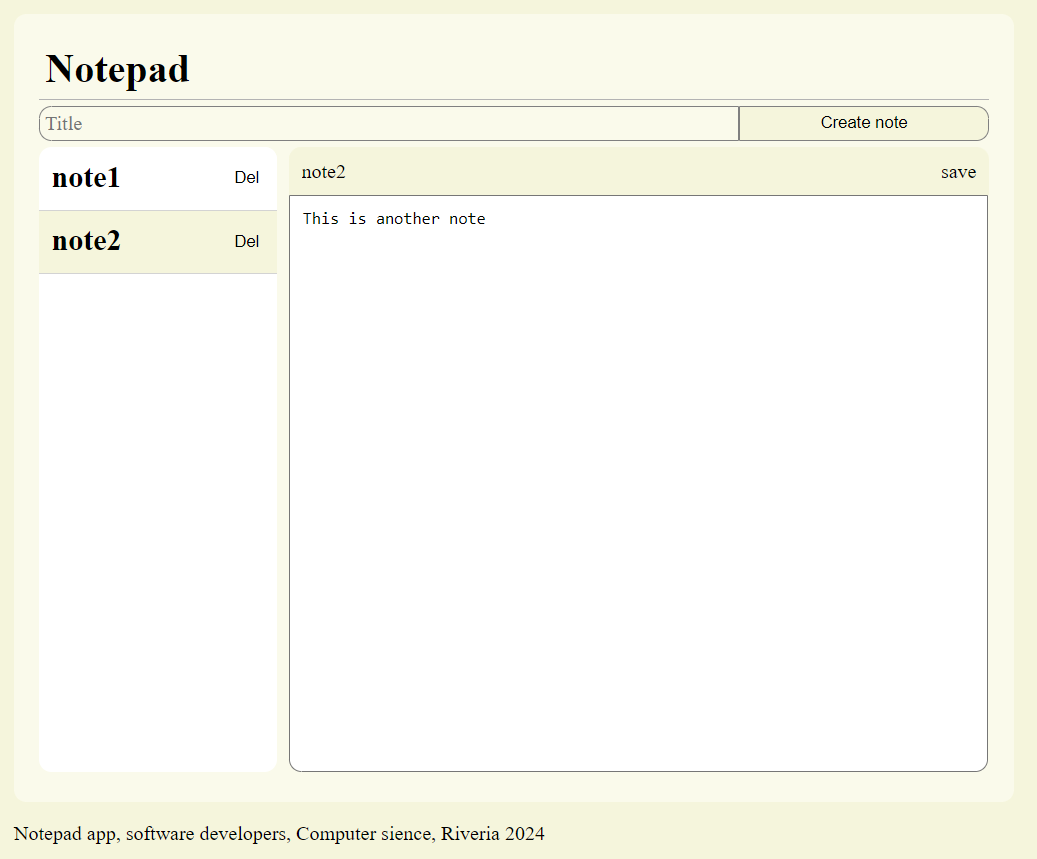 Notepad
Title
Create note
note1
Del
note2
Del
note2
save
This is another note
Notepad app, software developers, Computer sience, Riveria 2024